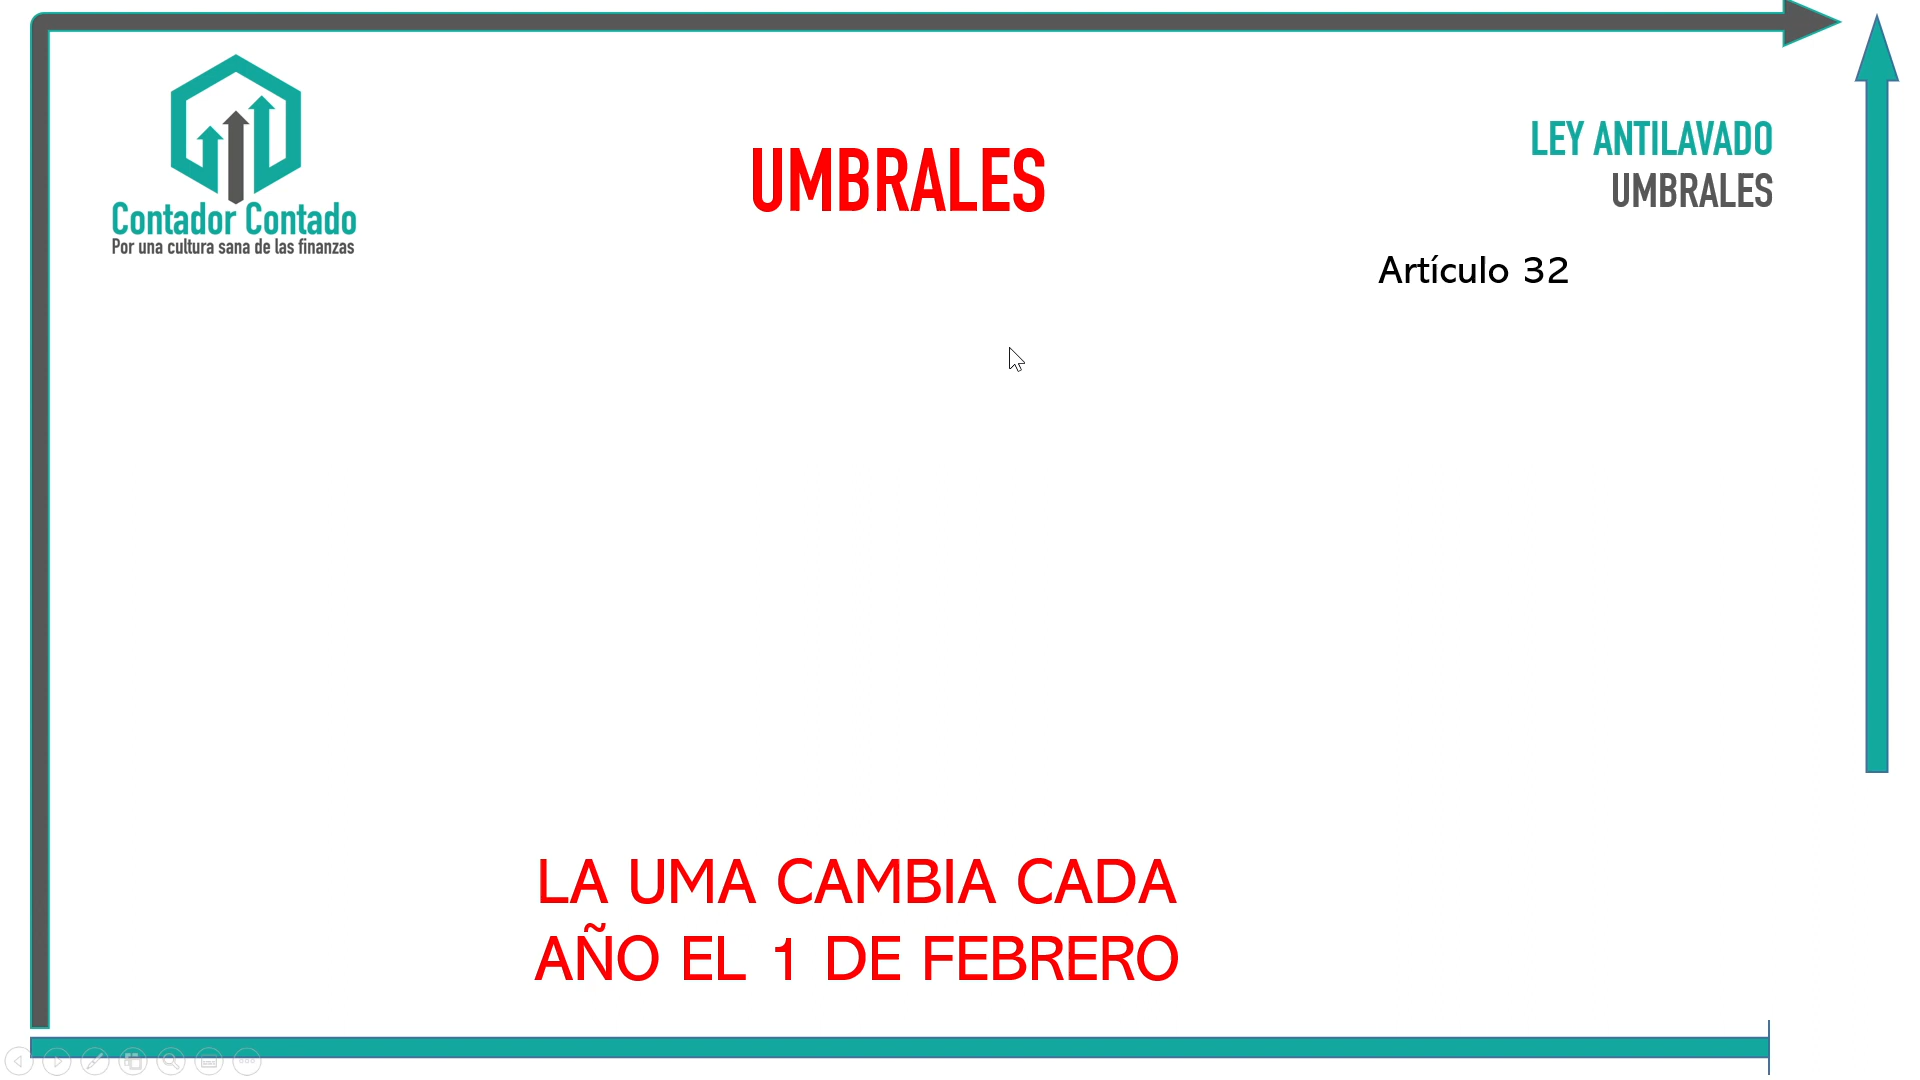 Contador Contado
Por una cultura sana de las finanzas
UMBRALES
LEY ANTILAVADO
UMBRALES
Artículo 32
LA UMA CAMBIA CADA
AÑO EL 1 DE FEBRERO